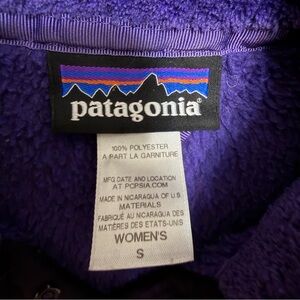 patagonia
100% POLYESTER
A PART LA GARNITURE
MFG DATE AND LOCATION
AT PCPSIA.COM
MADE IN NICARAGUA OF U.S.
MATERIALS
FABRIQUÉ AU NICARAGUA DES
MATIÈRES DES ETATS-UNIS
WOMEN'S
S